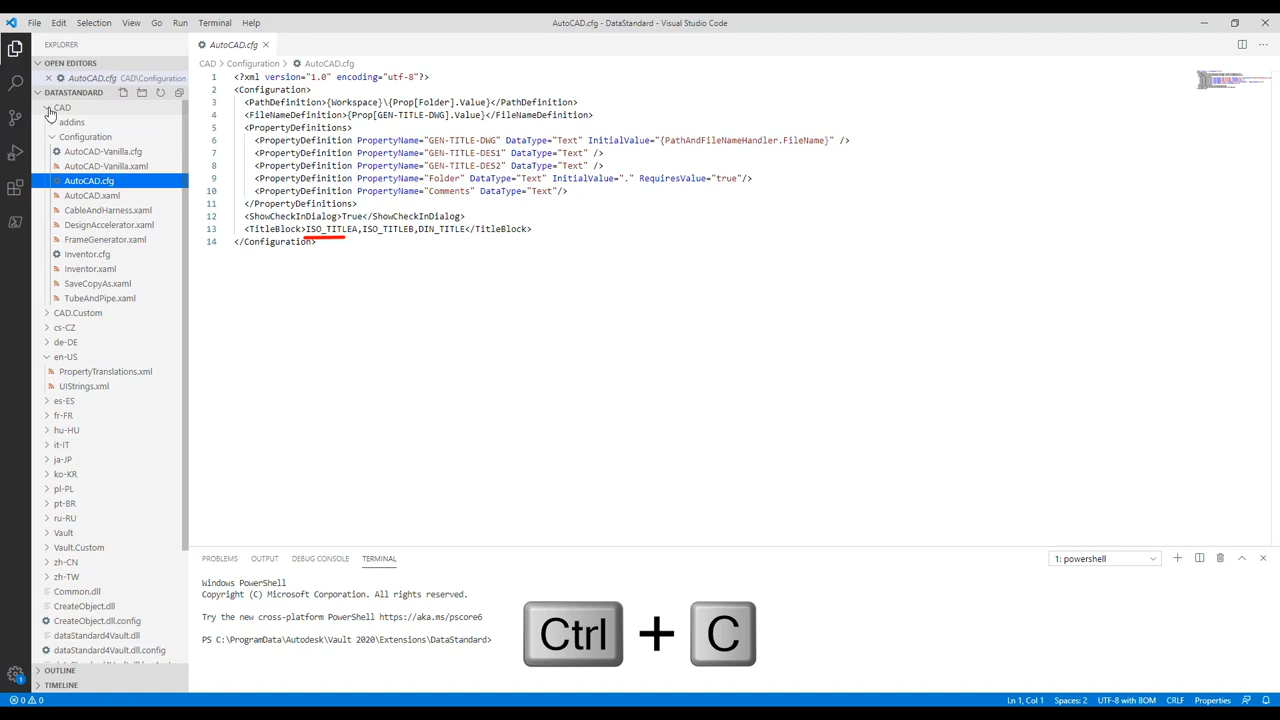 File Edit Selection View Go Run Terminal Help
AutoCAD.cfg - DataStandard - Visual Studio Code
EXPLORER
OPEN EDITORS
AutoCAD.cfg CAD\Configuration
DATASTANDARD
CAD
addins
Configuration
AutoCAD-Vanilla.cfg
AutoCAD-Vanilla.xaml
AutoCAD.cfg
AutoCAD.xaml
CableAndHarness.xaml
DesignAccelerator.xaml
FrameGenerator.xaml
Inventor.cfg
Inventor.xaml
SaveCopyAs.xaml
TubeAndPipe.xaml
CAD.Custom
cs-CZ
de-DE
en-US
PropertyTranslations.xml
UIStrings.xml
es-ES
fr-FR
hu-HU
it-IT
ja-JP
ko-KR
pl-PL
pt-BR
ru-RU
Vault
Vault.Custom
zh-CN
zh-TW
Common.dll
CreateObject.dll
CreateObject.dll.config
dataStandard4Vault.dll
dataStandard4Vault.dll.config
OUTLINE
TIMELINE
AutoCAD.cfg
CAD > Configuration > AutoCAD.cfg
1 <?xml version="1.0" encoding="utf-8"?>
2 <Configuration>
3 <PathDefinition>{Workspace}\{Prop[Folder].Value}</PathDefinition>
4 <FileNameDefinition>{Prop[GEN-TITLE-DWG].Value}</FileNameDefinition>
5 <PropertyDefinitions>
6 <PropertyDefinition PropertyName="GEN-TITLE-DWG" DataType="Text" InitialValue="{PathAndFileNameHandler.FileName}" />
7 <PropertyDefinition PropertyName="GEN-TITLE-DES1" DataType="Text" />
8 <PropertyDefinition PropertyName="GEN-TITLE-DES2" DataType="Text" />
9 <PropertyDefinition PropertyName="Folder" DataType="Text" InitialValue="." RequiresValue="true"/>
10 <PropertyDefinition PropertyName="Comments" DataType="Text"/>
11 </PropertyDefinitions>
12 <ShowCheckInDialog>True</ShowCheckInDialog>
13 <TitleBlock>ISO_TITLEA,ISO_TITLEB,DIN_TITLE</TitleBlock>
14 </Configuration>
PROBLEMS OUTPUT DEBUG CONSOLE TERMINAL
1: powershell
Windows PowerShell
Copyright (C) Microsoft Corporation. All rights reserved.
Try the new cross-platform PowerShell https://aka.ms/pscore6
PS C:\ProgramData\Autodesk\Vault 2020\Extensions\DataStandard>
Ctrl + C
1
0 0
Ln 1, Col 1 Spaces: 2 UTF-8 with BOM CRLF Properties